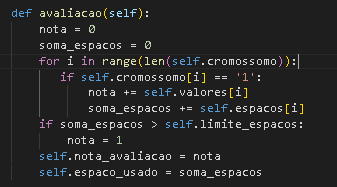 def avaliacao(self):
    nota = 0
    soma_espacos = 0
    for i in range(len(self.cromossomo)):
        if self.cromossomo[i] == '1':
            nota += self.valores[i]
            soma_espacos += self.espacos[i]
    if soma_espacos > self.limite_espacos:
        nota = 1
    self.nota_avaliacao = nota
    self.espaco_usado = soma_espacos